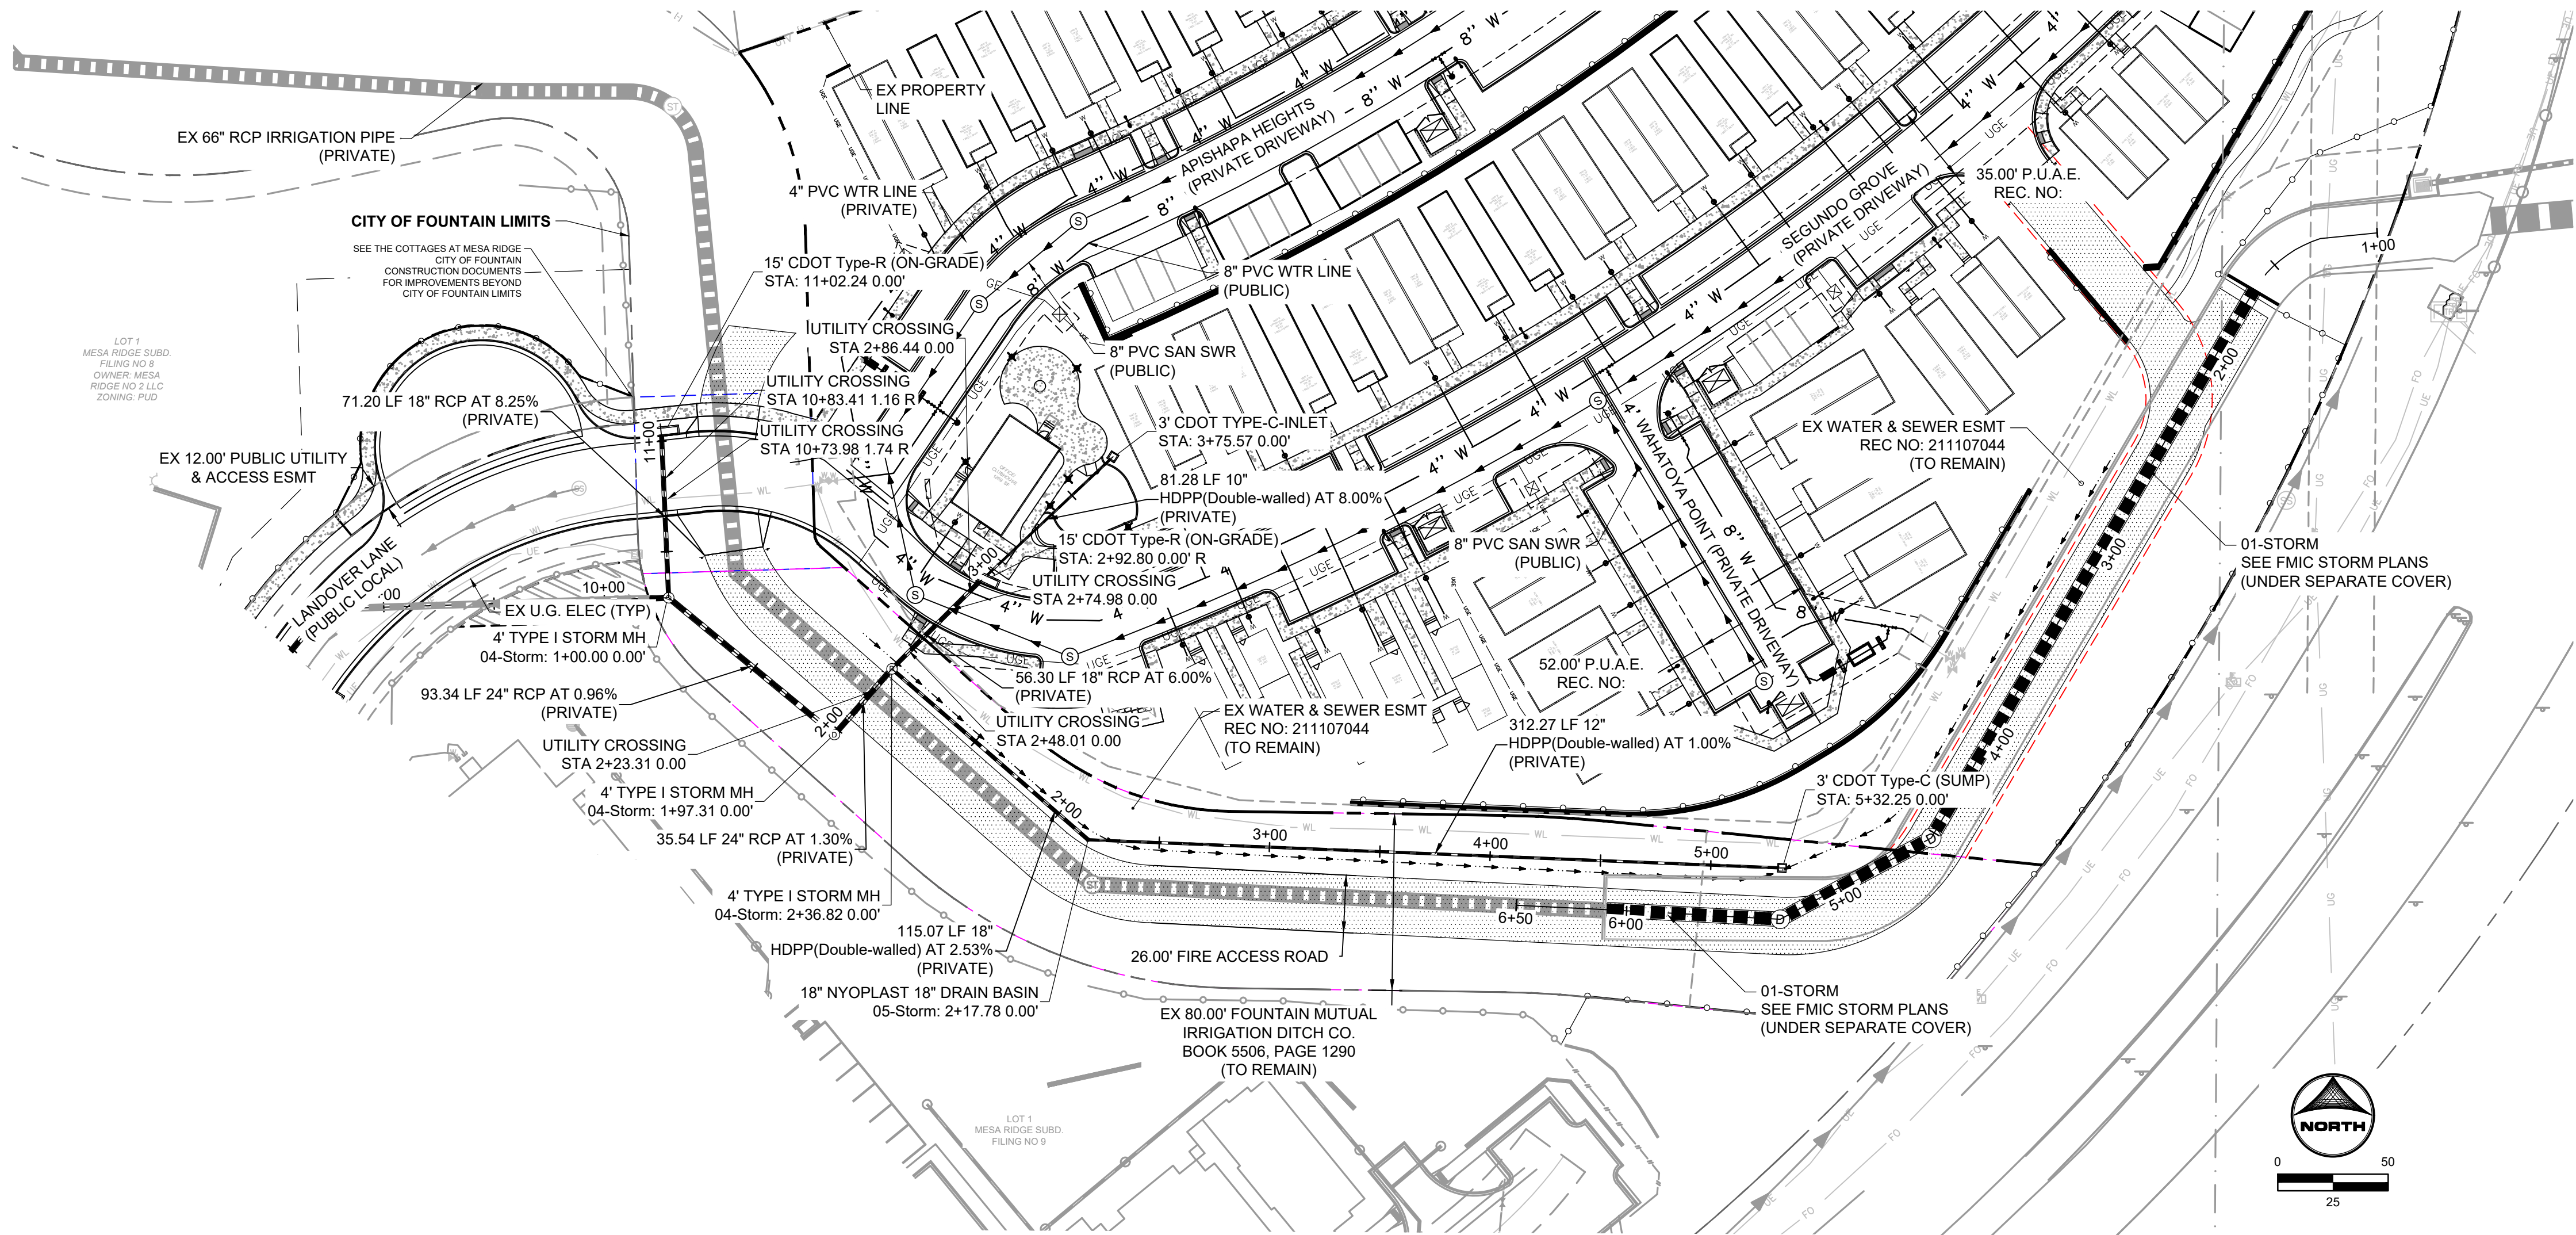 EX PROPERTY
LINE
EX 66" RCP IRRIGATION PIPE
(PRIVATE)
4" PVC WTR LINE
(PRIVATE)
APISHAPA HEIGHTS
(PRIVATE DRIVEWAY)
8" W
4" W
35.00' P.U.A.E.
REC. NO:
SEGUNDO GROVE
(PRIVATE DRIVEWAY)
CITY OF FOUNTAIN LIMITS
SEE THE COTTAGES AT MESA RIDGE
CITY OF FOUNTAIN
CONSTRUCTION DOCUMENTS
FOR IMPROVEMENTS BEYOND
CITY OF FOUNTAIN LIMITS
15' CDOT Type-R (ON-GRADE)
STA: 11+02.24 0.00'
8" PVC WTR LINE
(PUBLIC)
1+00
UTILITY CROSSING
STA 2+86.44 0.00
8" PVC SAN SWR
(PUBLIC)
LOT 1
MESA RIDGE SUBD.
FILING NO 8
OWNER: MESA
RIDGE NO 2 LLC
ZONING: PUD
UTILITY CROSSING
STA 10+83.41 1.16 R
71.20 LF 18" RCP AT 8.25%
(PRIVATE)
3' CDOT TYPE-C-INLET
STA: 3+75.57 0.00'
UTILITY CROSSING
STA 10+73.98 1.74 R
11+00
EX WATER & SEWER ESMT
REC NO: 211107044
(TO REMAIN)
2+00
EX 12.00' PUBLIC UTILITY
& ACCESS ESMT
81.28 LF 10"
HDPP(Double-walled) AT 8.00%
(PRIVATE)
15' CDOT Type-R (ON-GRADE)
STA: 2+92.80 0.00' R
3+00
8" PVC SAN SWR
(PUBLIC)
4' WAHATOYA POINT (PRIVATE DRIVEWAY)
8" W
01-STORM
SEE FMIC STORM PLANS
(UNDER SEPARATE COVER)
3+00
UTILITY CROSSING
STA 2+74.98 0.00
LANDOVER LANE
(PUBLIC LOCAL)
10+00
EX U.G. ELEC (TYP)
4' TYPE I STORM MH
04-Storm: 1+00.00 0.00'
56.30 LF 18" RCP AT 6.00%
(PRIVATE)
52.00' P.U.A.E.
REC. NO:
93.34 LF 24" RCP AT 0.96%
(PRIVATE)
2+00
UTILITY CROSSING
STA 2+48.01 0.00
EX WATER & SEWER ESMT
REC NO: 211107044
(TO REMAIN)
312.27 LF 12"
HDPP(Double-walled) AT 1.00%
(PRIVATE)
4+00
UTILITY CROSSING
STA 2+23.31 0.00
4' TYPE I STORM MH
04-Storm: 1+97.31 0.00'
3' CDOT Type-C (SUMP)
STA: 5+32.25 0.00'
2+00
3+00
4+00
5+00
35.54 LF 24" RCP AT 1.30%
(PRIVATE)
4' TYPE I STORM MH
04-Storm: 2+36.82 0.00'
5+00
6+50
6+00
115.07 LF 18"
HDPP(Double-walled) AT 2.53%
(PRIVATE)
26.00' FIRE ACCESS ROAD
18" NYOPLAST 18" DRAIN BASIN
05-Storm: 2+17.78 0.00'
01-STORM
SEE FMIC STORM PLANS
(UNDER SEPARATE COVER)
EX 80.00' FOUNTAIN MUTUAL
IRRIGATION DITCH CO.
BOOK 5506, PAGE 1290
(TO REMAIN)
LOT 1
MESA RIDGE SUBD.
FILING NO 9
NORTH
0 50
25